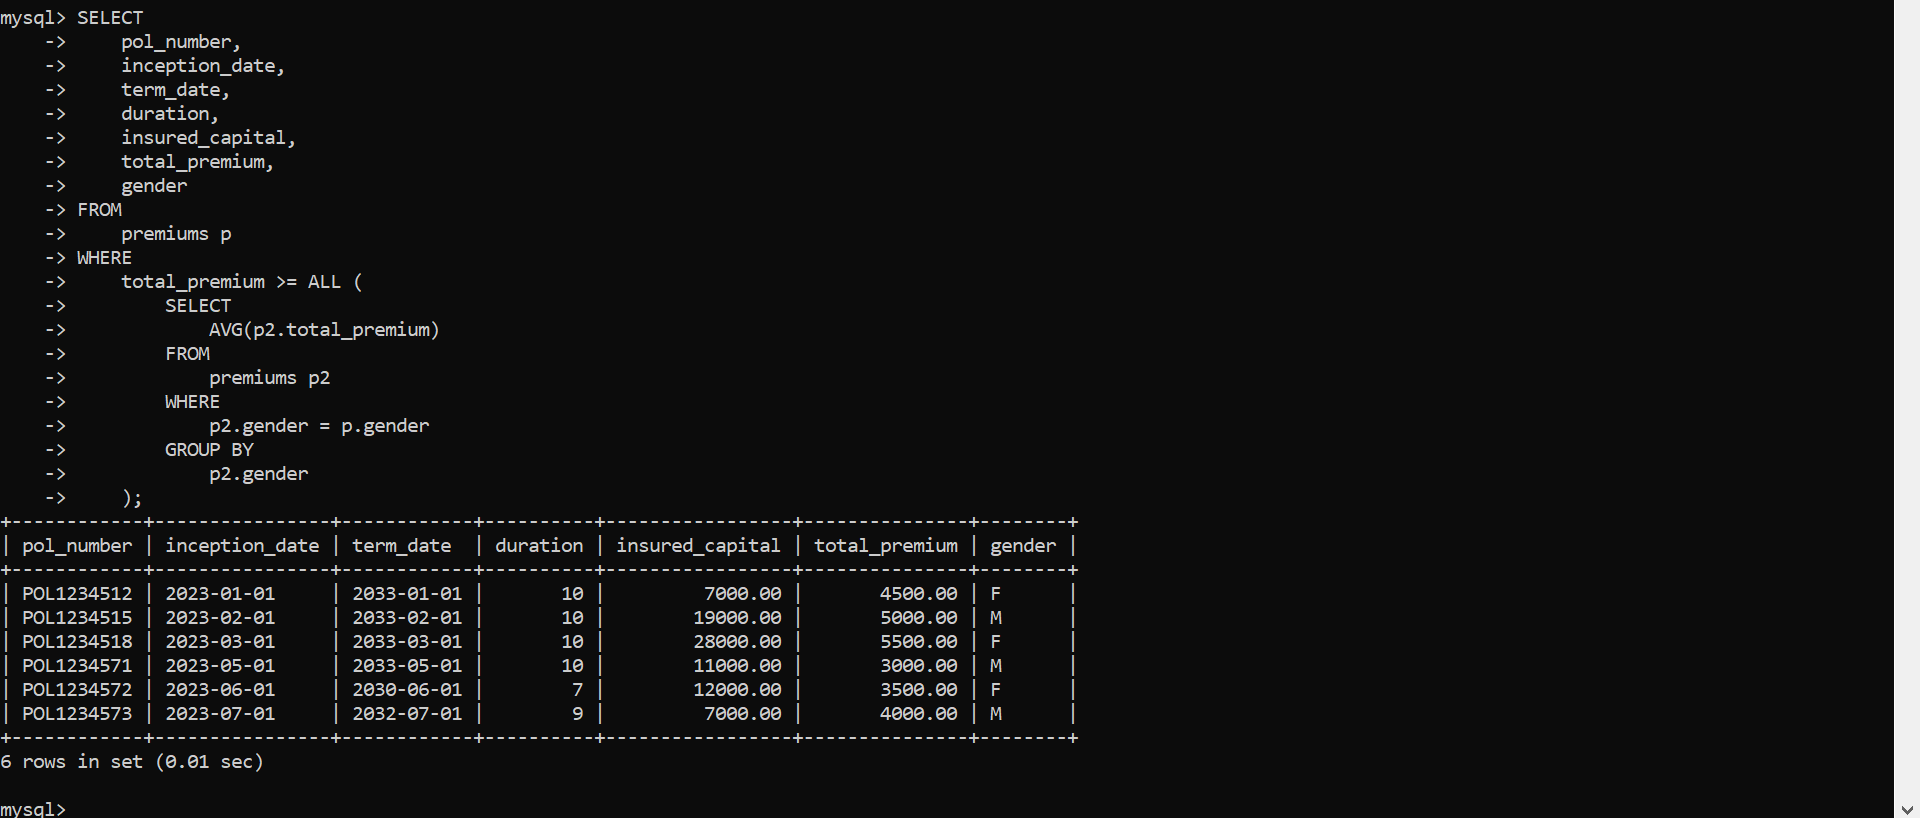 mysql> SELECT
    ->     pol_number,
    ->     inception_date,
    ->     term_date,
    ->     duration,
    ->     insured_capital,
    ->     total_premium,
    ->     gender
    -> FROM
    ->     premiums p
    -> WHERE
    ->     total_premium >= ALL (
    ->         SELECT
    ->             AVG(p2.total_premium)
    ->         FROM
    ->             premiums p2
    ->         WHERE
    ->             p2.gender = p.gender
    ->         GROUP BY
    ->             p2.gender
    ->     );
+------------+----------------+------------+----------+-----------------+---------------+--------+
| pol_number | inception_date | term_date  | duration | insured_capital | total_premium | gender |
+------------+----------------+------------+----------+-----------------+---------------+--------+
| POL1234512 | 2023-01-01     | 2033-01-01 |       10 |         7000.00 |       4500.00 | F      |
| POL1234515 | 2023-02-01     | 2033-02-01 |       10 |        19000.00 |       5000.00 | M      |
| POL1234518 | 2023-03-01     | 2033-03-01 |       10 |        28000.00 |       5500.00 | F      |
| POL1234571 | 2023-05-01     | 2033-05-01 |       10 |        11000.00 |       3000.00 | M      |
| POL1234572 | 2023-06-01     | 2030-06-01 |        7 |        12000.00 |       3500.00 | F      |
| POL1234573 | 2023-07-01     | 2032-07-01 |        9 |         7000.00 |       4000.00 | M      |
+------------+----------------+------------+----------+-----------------+---------------+--------+
6 rows in set (0.01 sec)

mysql>